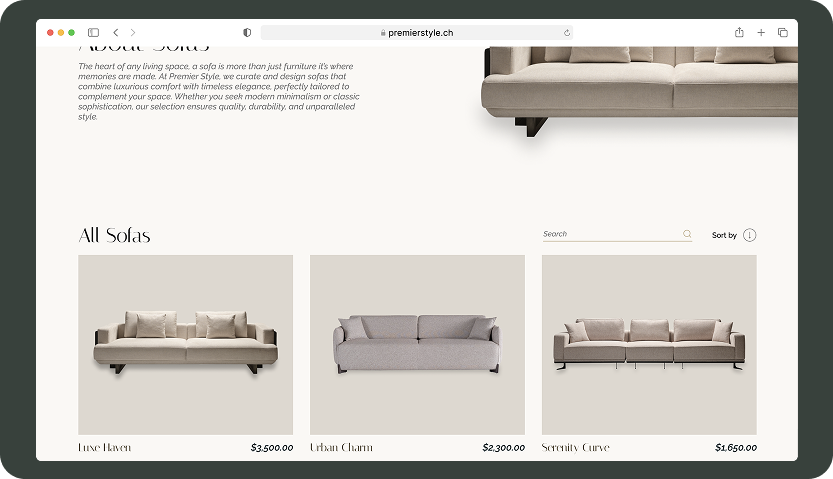 premierstyle.ch
About Sofas
The heart of any living space, a sofa is more than just furniture it's where
memories are made. At Premier Style, we curate and design sofas that
combine luxurious comfort with timeless elegance, perfectly tailored to
complement your space. Whether you seek modern minimalism or classic
sophistication, our selection ensures quality, durability, and unparalleled
style.
All Sofas
Search
Sort by
Luxe Haven
$3,500.00
Urban Charm
$2,300.00
Serenity Curve
$1,650.00